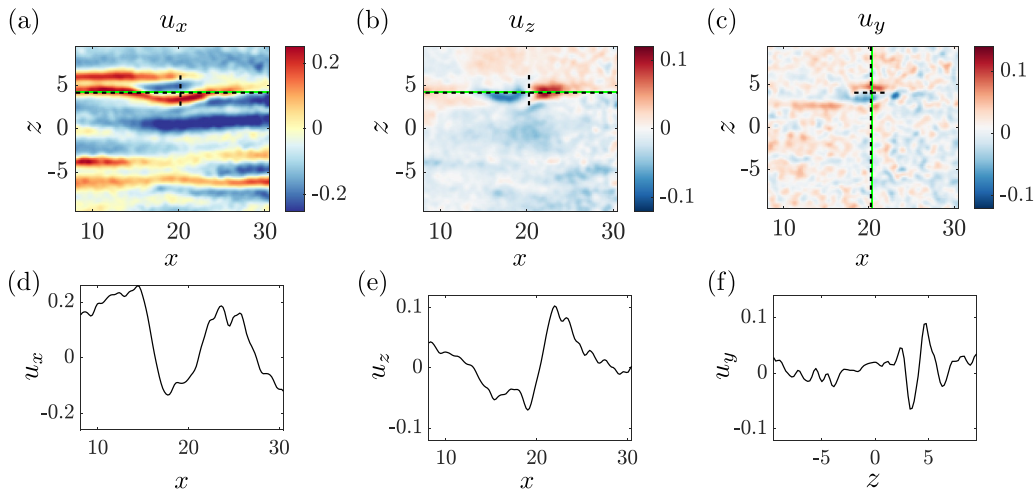 (a) u_x (b) u_z (c) u_y
5 0.2 5 0.1 5 0.1
z 0 0 z 0 0 z 0 0
-5 -0.2 -5 -0.1 -5 -0.1
10 20 30 10 20 30 10 20 30
x x x
(d) (e) (f)
0.2 0.1 0.1
u_x 0 u_z 0 u_y 0
-0.2 -0.1 -0.1
10 20 30 10 20 30 -5 0 5
x x z